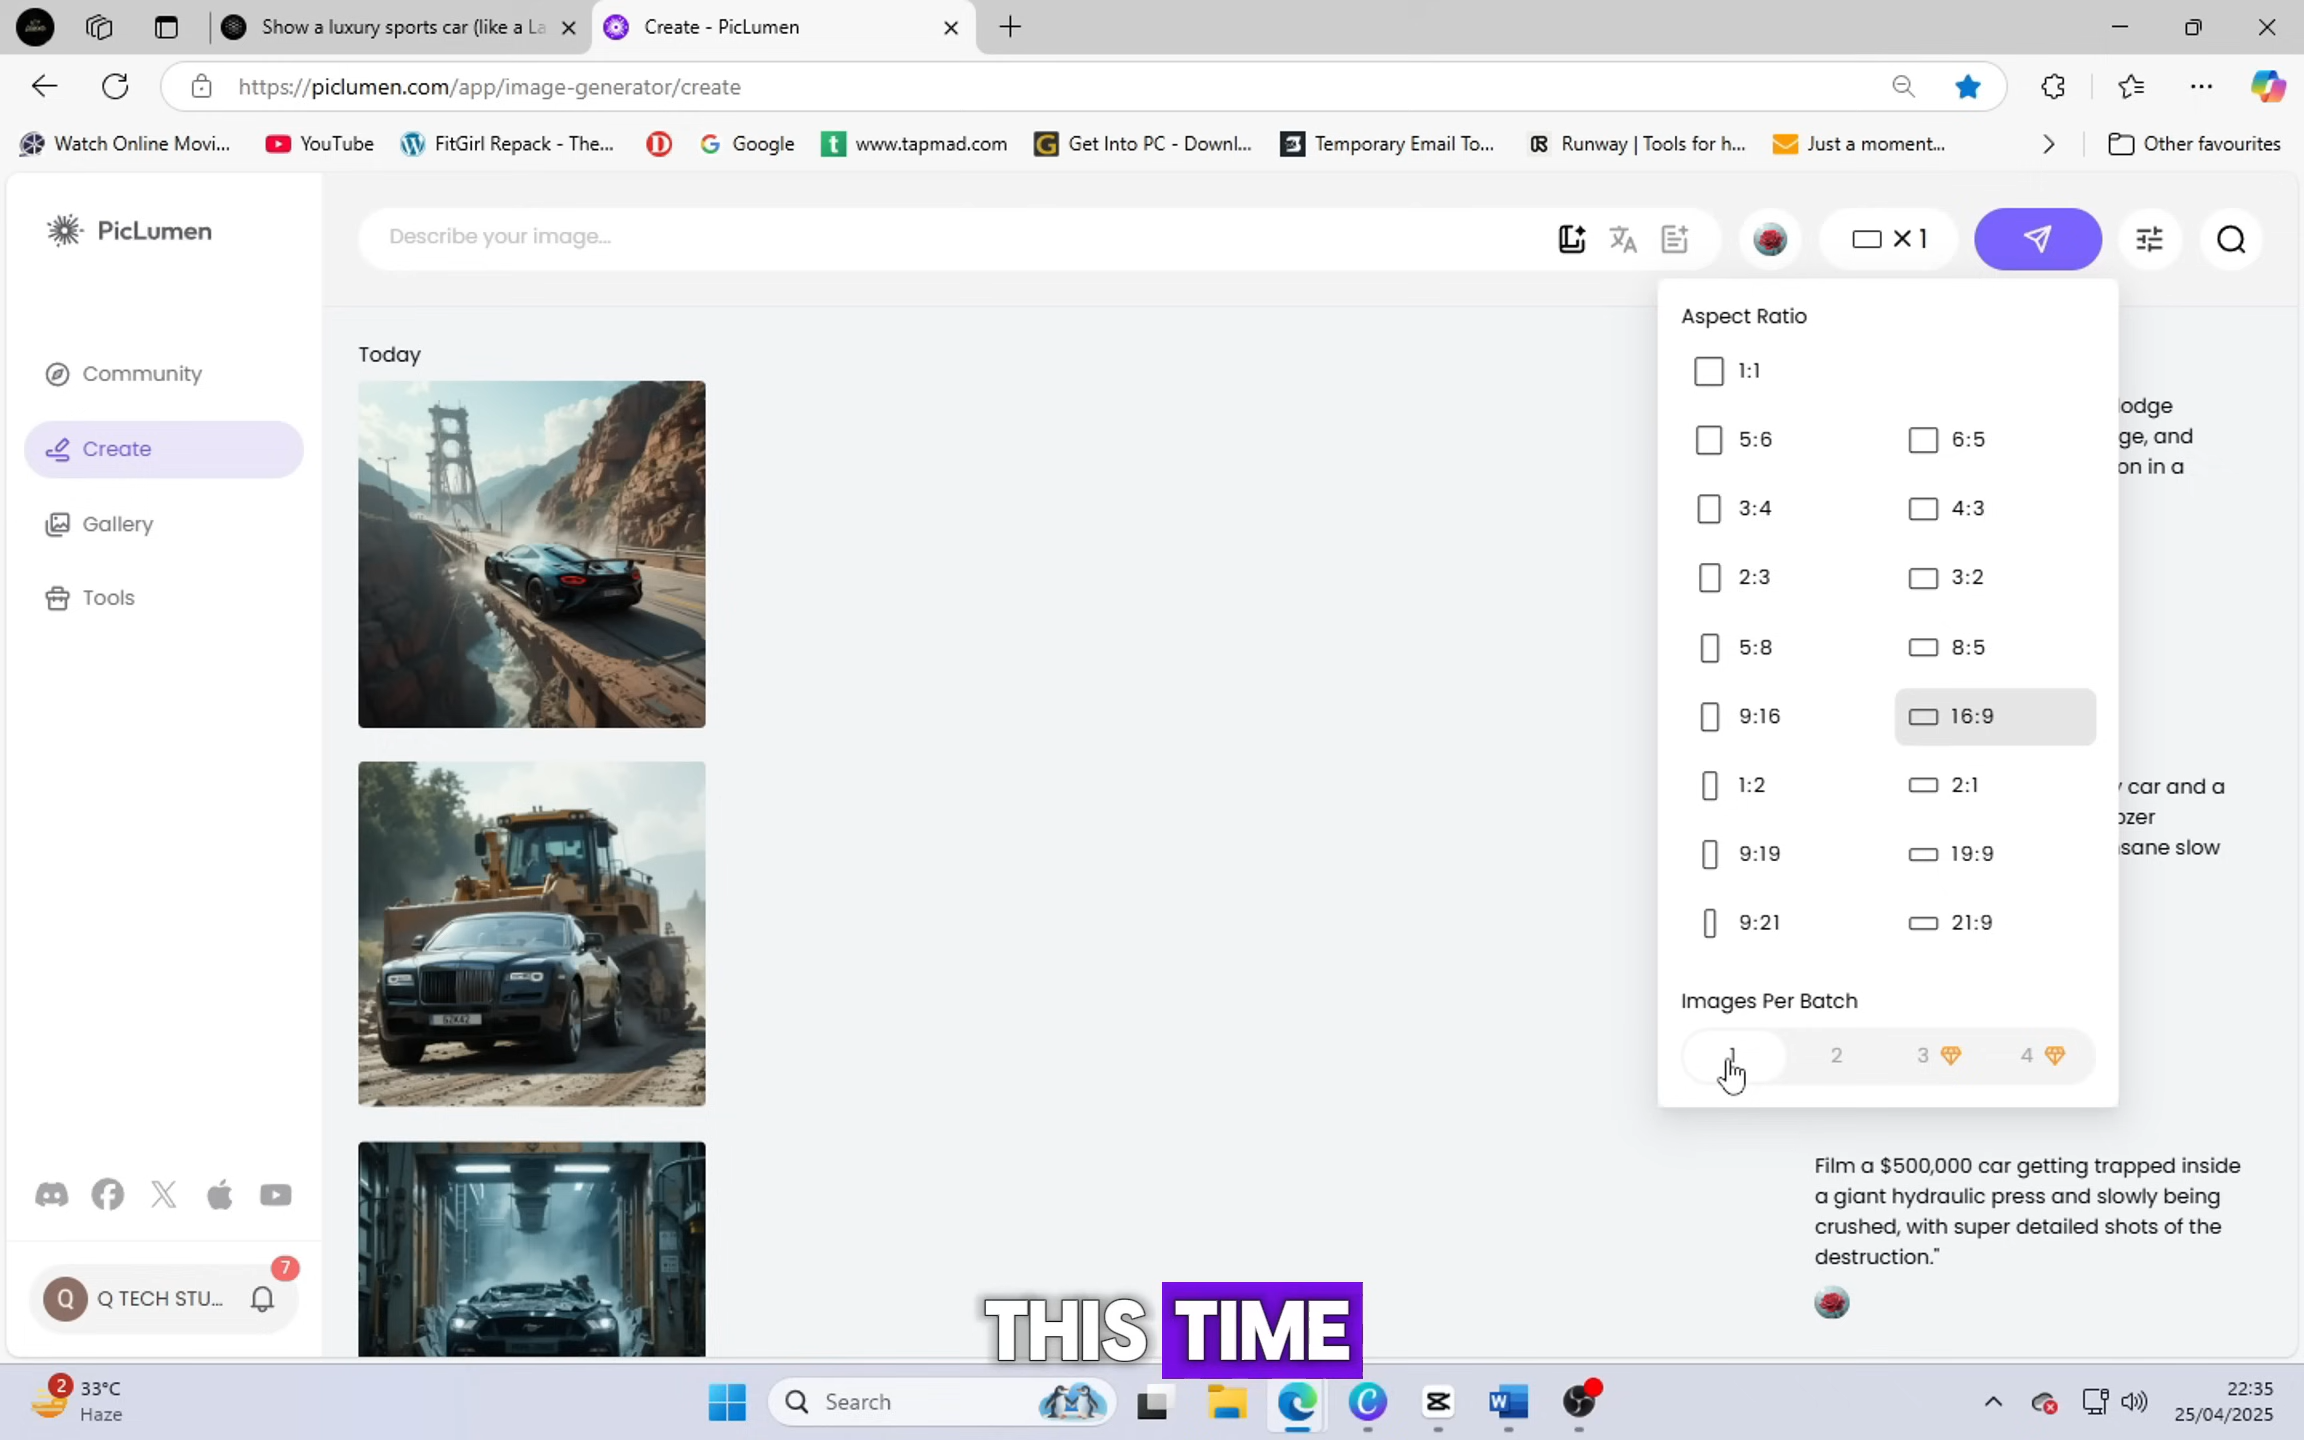 Show a luxury sports car (like a La
Create - PicLumen
https://piclumen.com/app/image-generator/create
Watch Online Movi...
YouTube
FitGirl Repack - The...
Google
www.tapmad.com
Get Into PC - Downl...
Temporary Email To...
Runway | Tools for h...
Just a moment...
Other favourites
PicLumen
Describe your image...
× 1
Community
Create
Gallery
Tools
Today
Aspect Ratio
1:1
5:6
6:5
3:4
4:3
2:3
3:2
5:8
8:5
9:16
16:9
1:2
2:1
9:19
19:9
9:21
21:9
Images Per Batch
1
2
3
4
lodge
ge, and
on in a
car and a
ozer
sane slow
Film a $500,000 car getting trapped inside
a giant hydraulic press and slowly being
crushed, with super detailed shots of the
destruction."
Q
Q TECH STU...
7
THIS TIME
2
33°C
Haze
Search
22:35
25/04/2025